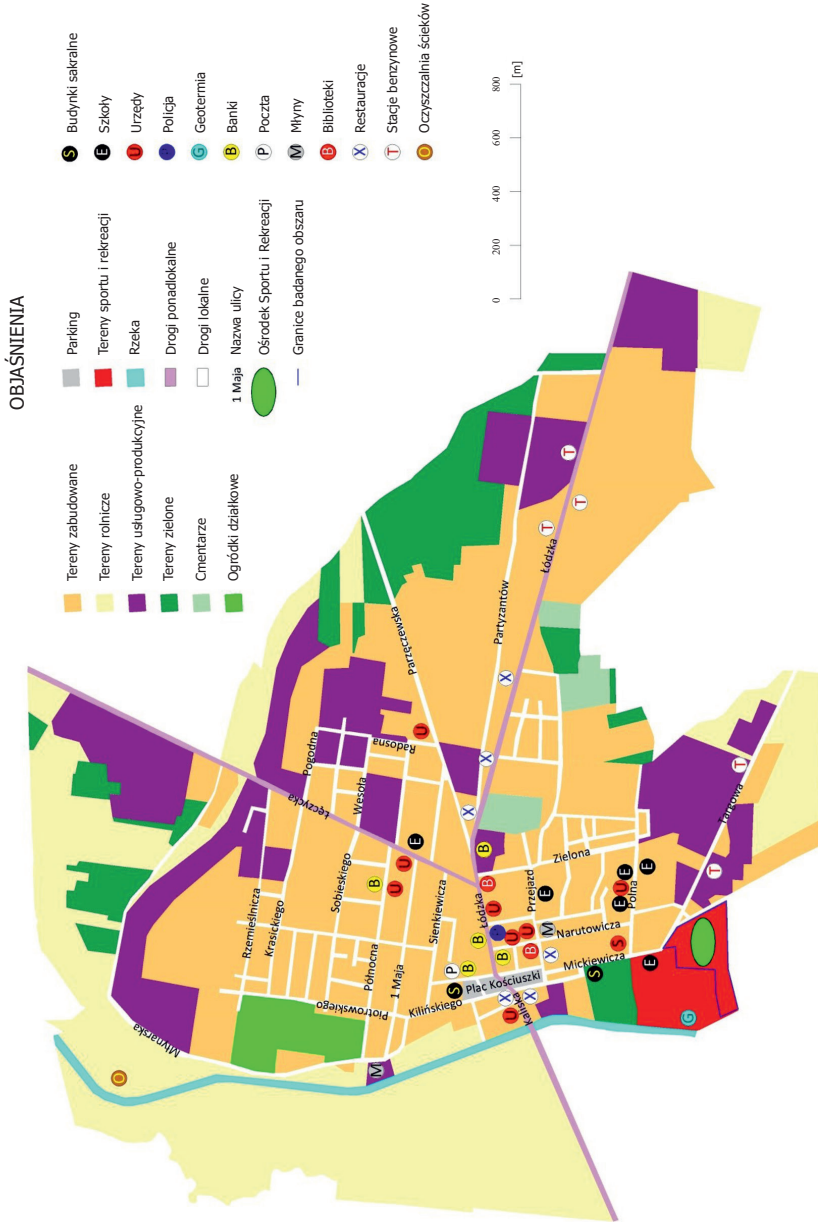 OBJAŚNIENIA
Tereny zabudowane
Tereny rolnicze
Tereny usługowo-produkcyjne
Tereny zielone
Cmentarze
Ogródki działkowe
Parking
Tereny sportu i rekreacji
Rzeka
Drogi ponadlokalne
Drogi lokalne
1 Maja Nazwa ulicy
Ośrodek Sportu i Rekreacji
Granice badanego obszaru
S Budynki sakralne
E Szkoły
U Urzędy
Policja
G Geotermia
B Banki
P Poczta
M Młyny
B Biblioteki
X Restauracje
T Stacje benzynowe
O Oczyszczalnia ścieków
0 200 400 600 800
[m]
Młynarska
Rzemieślnicza
Krasickiego
Łęczycka
Pogodna
Sobieskiego
Wesoła
Radosna
Północna
1 Maja
Piotrowskiego
Sienkiewicza
Kilińskiego
Plac Kościuszki
Łódzka
Kaliska
Parzęczewska
Partyzantów
Łódzka
Przejazd
Zielona
Narutowicza
Mickiewicza
Polna
Targowa
O
M
B
U
U
E
U
P
S
B
B
B
B
U
U
U
B
B
U
X
X
X
M
E
X
X
X
T
T
T
S
S
E
U
E
E
E
G
T
T